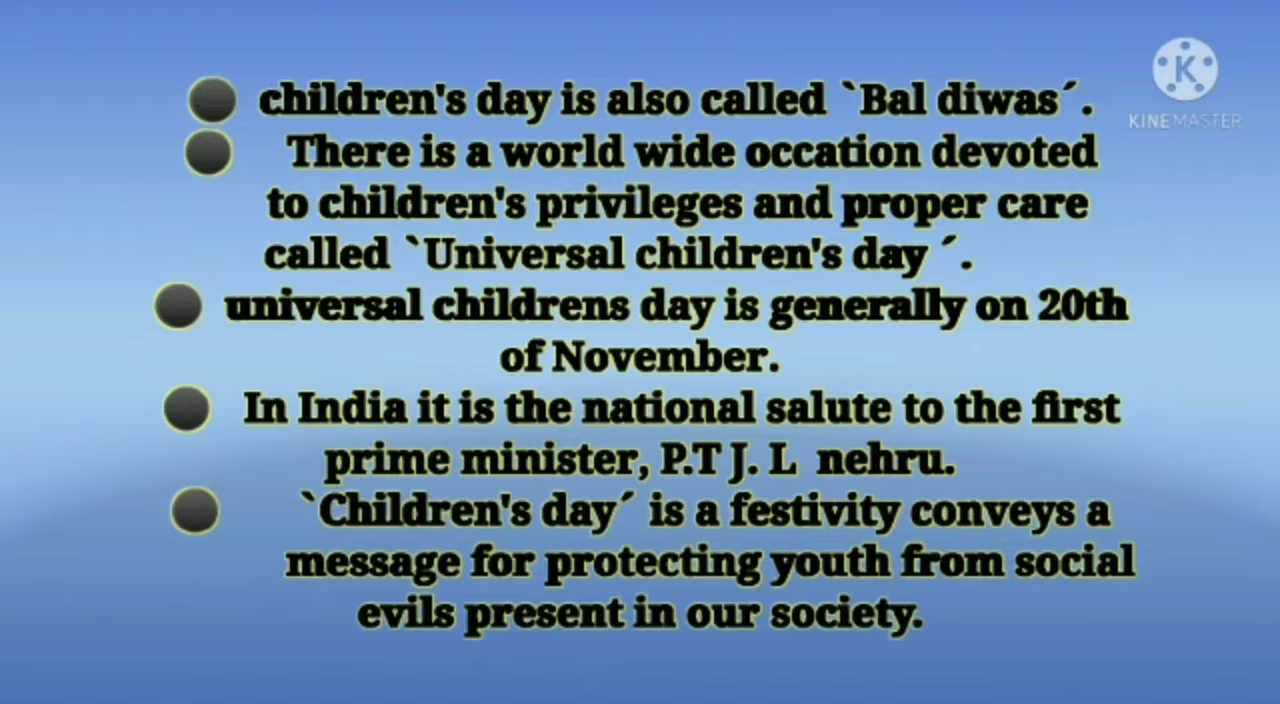 children's day is also called `Bal diwas´.
There is a world wide occation devoted
to children's privileges and proper care
called `Universal children's day ´.
universal childrens day is generally on 20th
of November.
In India it is the national salute to the first
prime minister, P.T J. L nehru.
`Children's day´ is a festivity conveys a
message for protecting youth from social
evils present in our society.
K
KINEMASTER